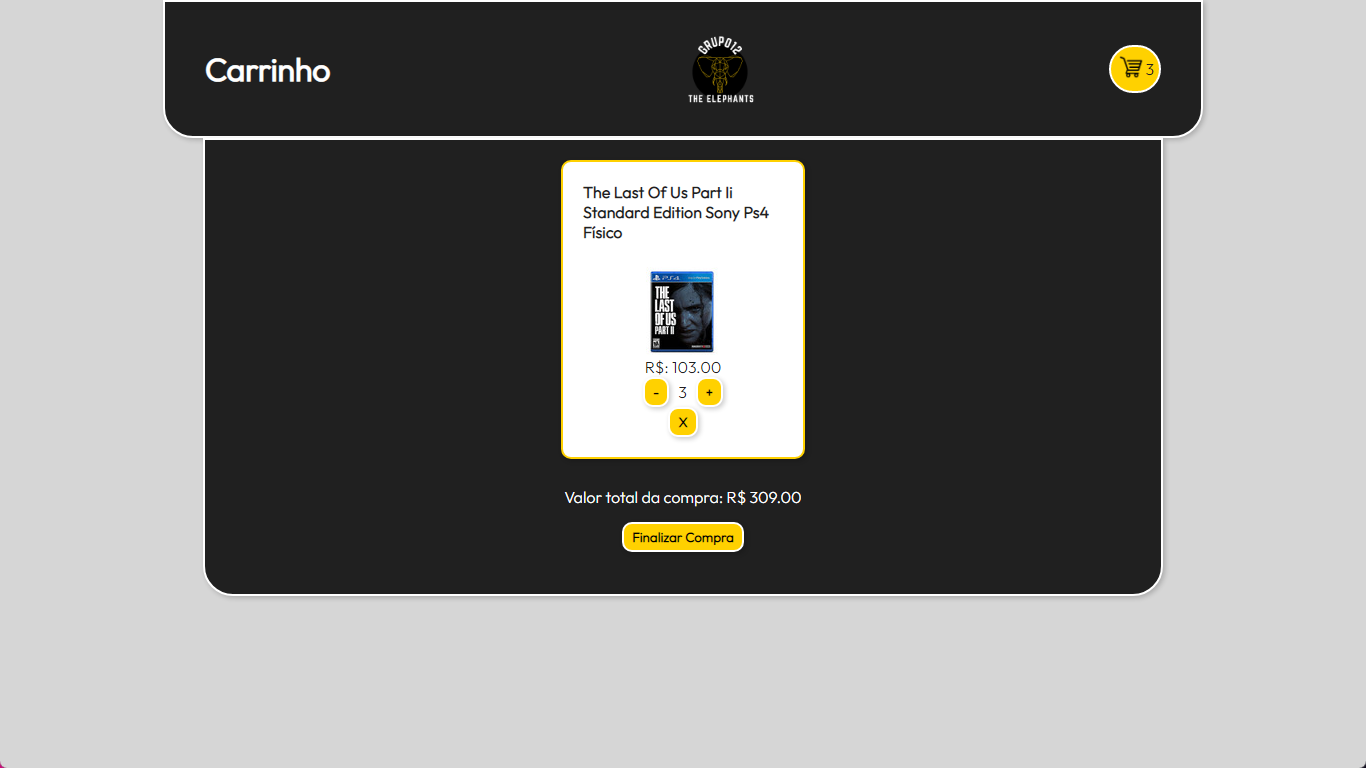 Carrinho
GRUPO12
THE ELEPHANTS
3
The Last Of Us Part Ii
Standard Edition Sony Ps4
Físico
PS4
THE
LAST
OF US
PART II
R$: 103.00
- 3 +
X
Valor total da compra: R$ 309.00
Finalizar Compra